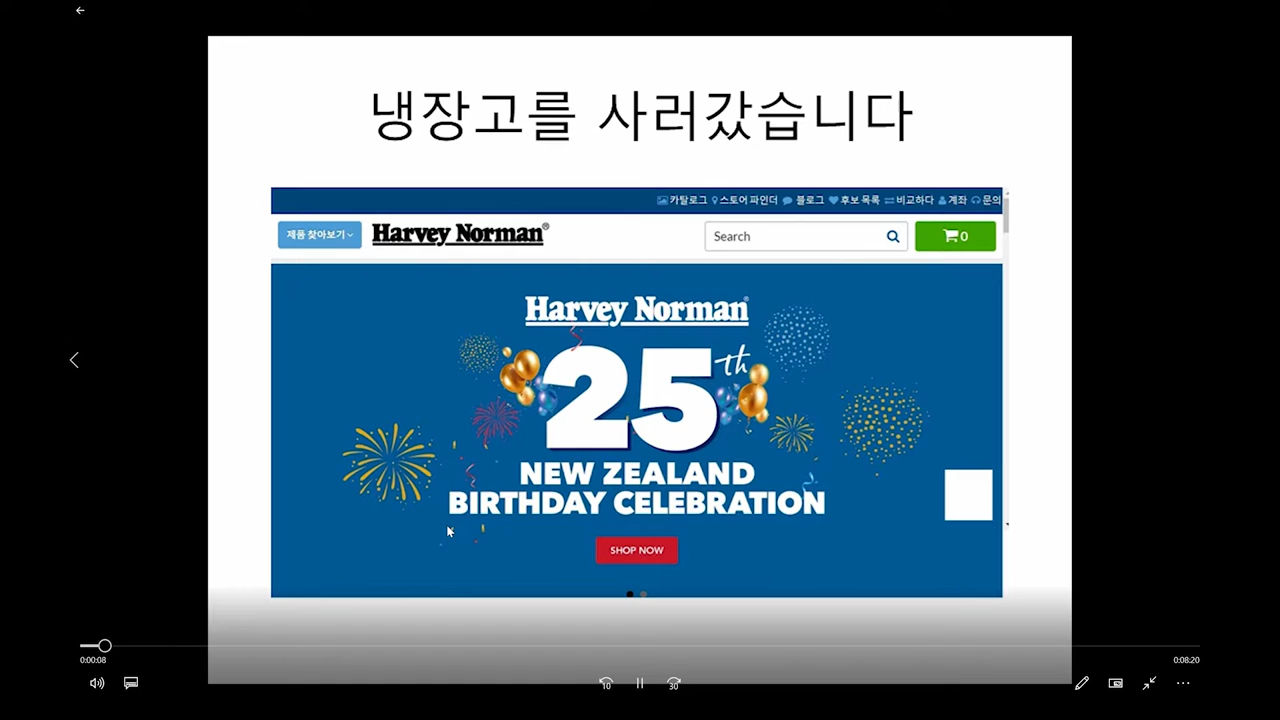 냉장고를 사러갔습니다
카탈로그 스토어 파인더 블로그 후보 목록 비교하다 계좌 문의
제품 찾아보기 Harvey Norman® Search 0
Harvey Norman®
25th
NEW ZEALAND
BIRTHDAY CELEBRATION
SHOP NOW
0:00:08 0:08:20
10 30